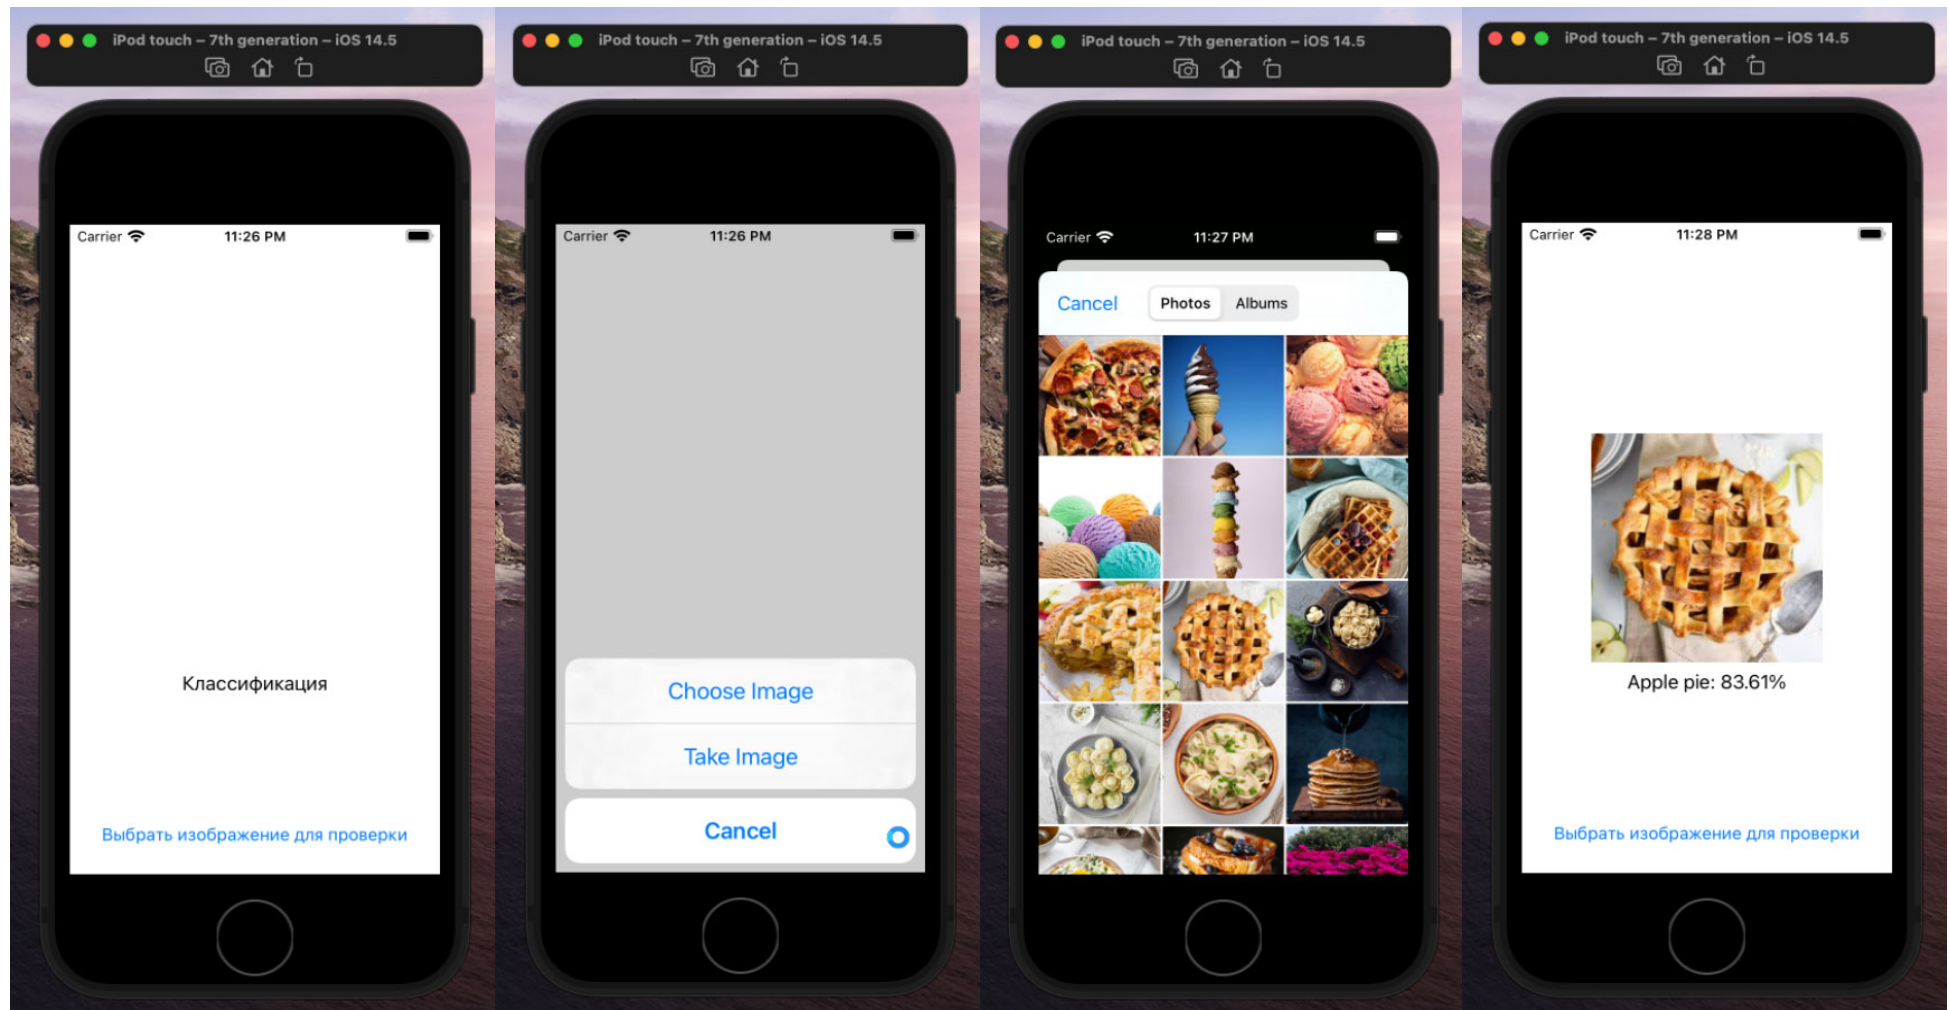 iPod touch – 7th generation – iOS 14.5
Carrier 11:26 PM
Классификация
Выбрать изображение для проверки
iPod touch – 7th generation – iOS 14.5
Carrier 11:26 PM
Choose Image
Take Image
Cancel
iPod touch – 7th generation – iOS 14.5
Carrier 11:27 PM
Cancel Photos Albums
iPod touch – 7th generation – iOS 14.5
Carrier 11:28 PM
Apple pie: 83.61%
Выбрать изображение для проверки